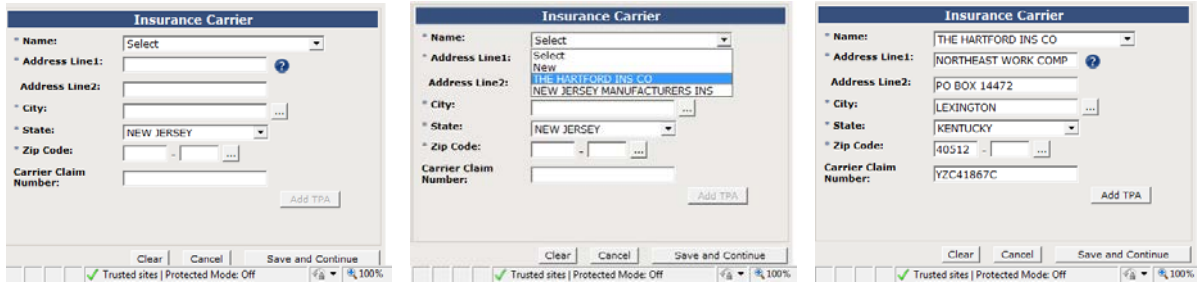 Insurance Carrier
* Name:
Select
* Address Line1:
Address Line2:
* City:
...
* State:
NEW JERSEY
* Zip Code:
-
...
Carrier Claim
Number:
Add TPA
Clear
Cancel
Save and Continue
Trusted sites | Protected Mode: Off
100%
Insurance Carrier
* Name:
Select
Select
New
THE HARTFORD INS CO
NEW JERSEY MANUFACTURERS INS
* Address Line1:
Address Line2:
* City:
...
* State:
NEW JERSEY
* Zip Code:
-
...
Carrier Claim
Number:
Add TPA
Clear
Cancel
Save and Continue
Trusted sites | Protected Mode: Off
100%
Insurance Carrier
* Name:
THE HARTFORD INS CO
* Address Line1:
NORTHEAST WORK COMP
?
Address Line2:
PO BOX 14472
* City:
LEXINGTON
...
* State:
KENTUCKY
* Zip Code:
40512 -
...
Carrier Claim
Number:
YZC41867C
Add TPA
Clear
Cancel
Save and Continue
Trusted sites | Protected Mode: Off
100%